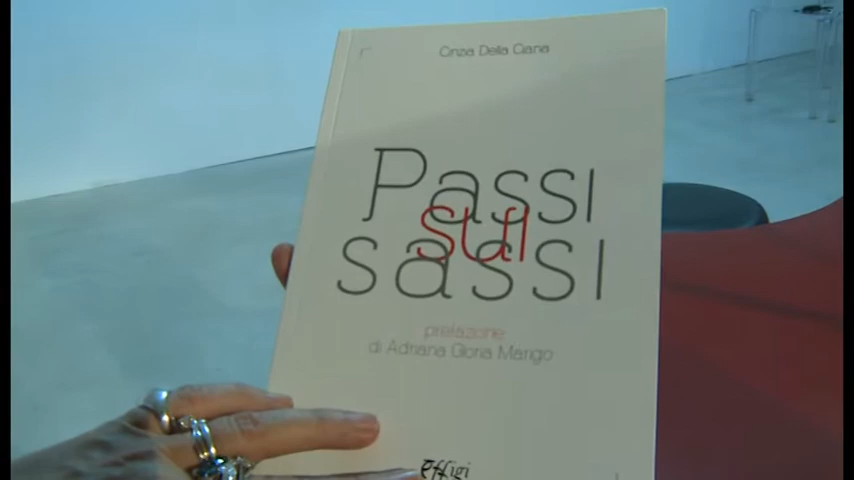 Cinzia Della Ciana
Passi
sui
sassi
prefazione
di Adriana Gloria Marigo
Effigi